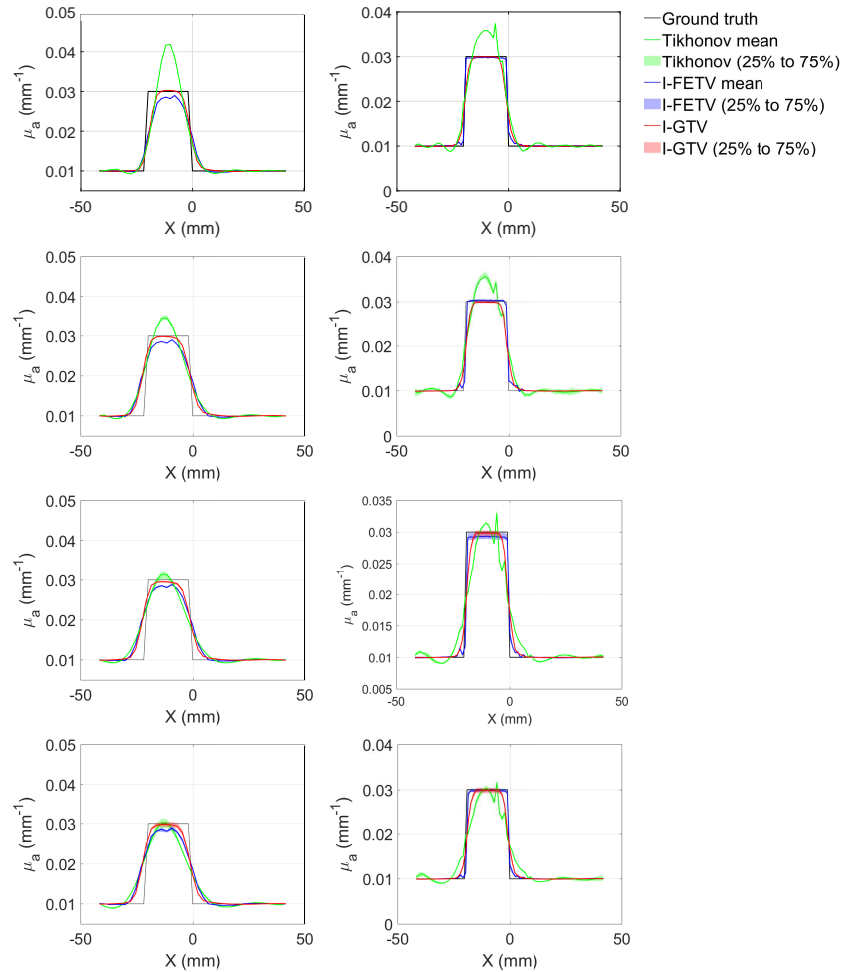 0.05
0.04
0.03
0.02
0.01
μa (mm-1)
-50
0
50
X (mm)
0.04
0.03
0.02
0.01
0
μa (mm-1)
-50
0
50
X (mm)
Ground truth
Tikhonov mean
Tikhonov (25% to 75%)
I-FETV mean
I-FETV (25% to 75%)
I-GTV
I-GTV (25% to 75%)
0.05
0.04
0.03
0.02
0.01
μa (mm-1)
-50
0
50
X (mm)
0.04
0.03
0.02
0.01
0
μa (mm-1)
-50
0
50
X (mm)
0.05
0.04
0.03
0.02
0.01
μa (mm-1)
-50
0
50
X (mm)
0.035
0.03
0.025
0.02
0.015
0.01
0.005
μa (mm-1)
-50
0
50
X (mm)
0.05
0.04
0.03
0.02
0.01
μa (mm-1)
-50
0
50
X (mm)
0.04
0.03
0.02
0.01
0
μa (mm-1)
-50
0
50
X (mm)